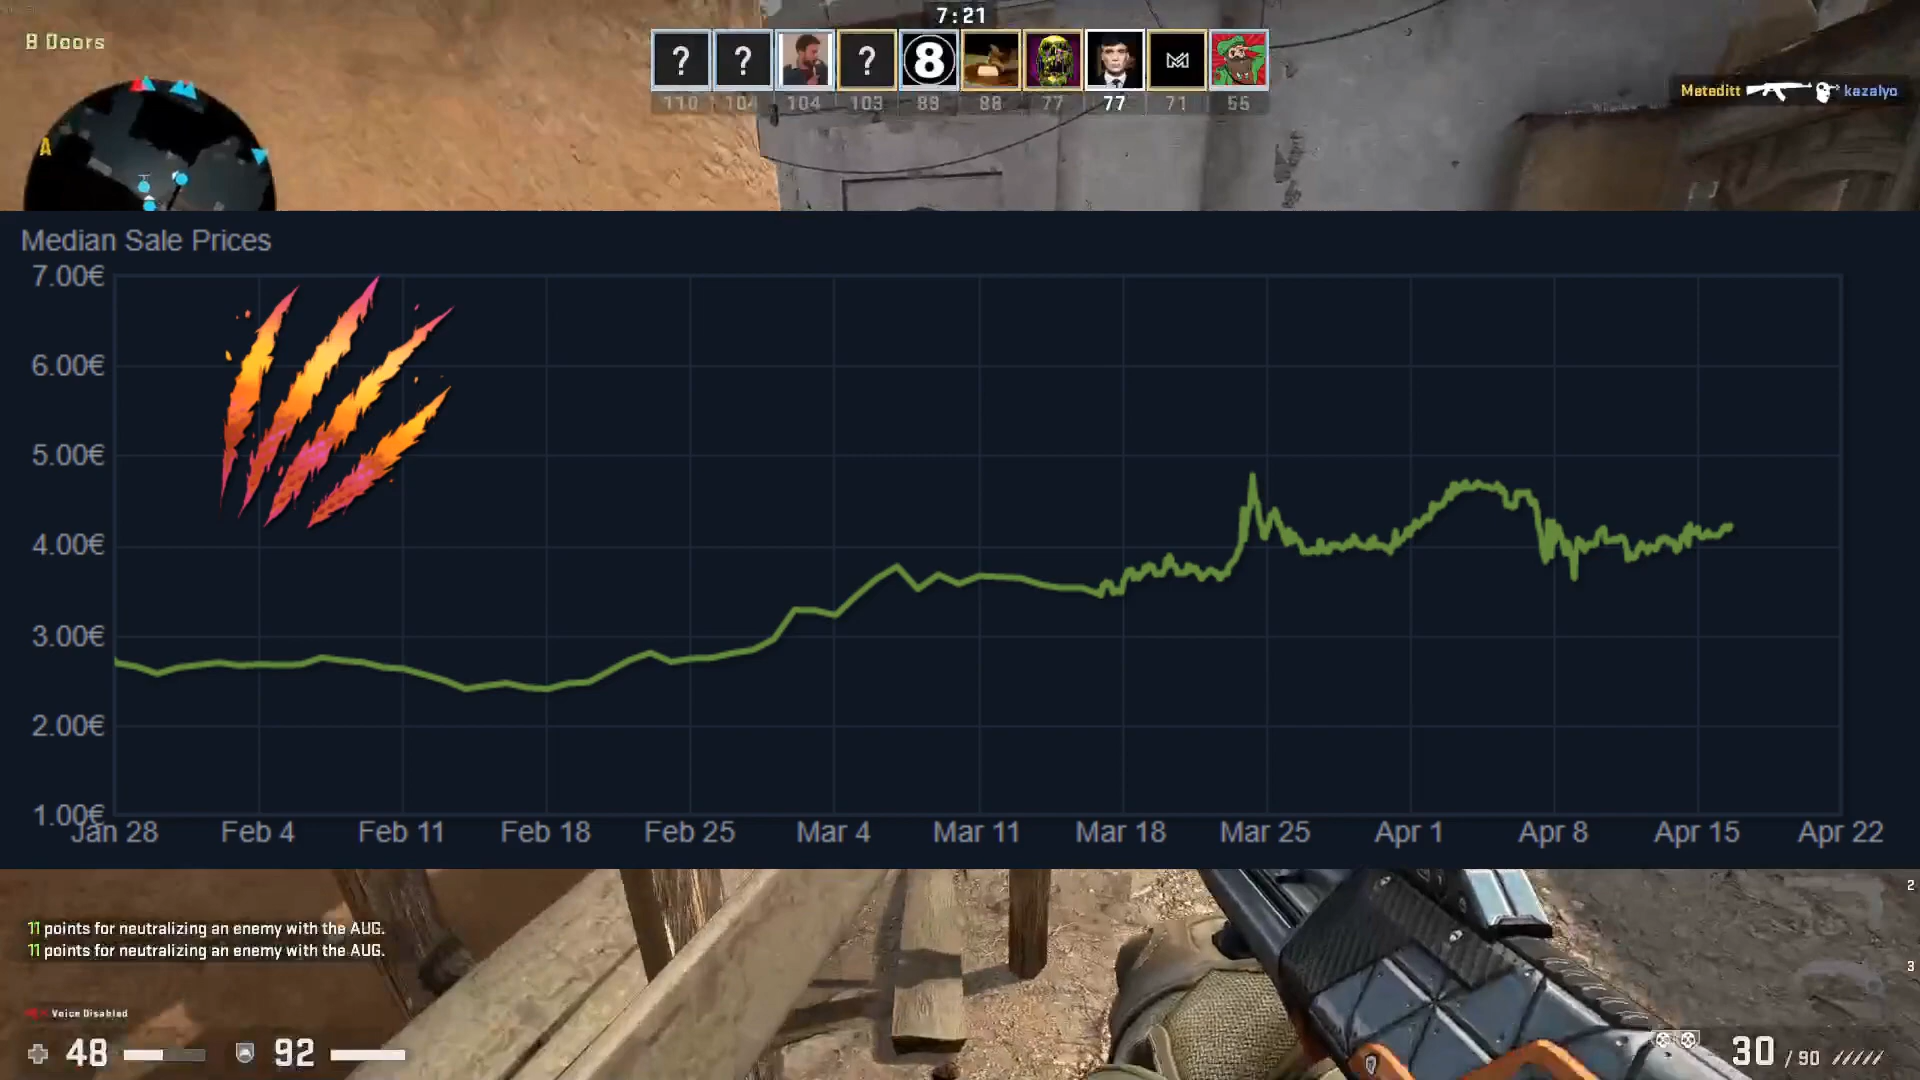 7:21
B Doors
A
? ? ? 8
110 104 104 103 89 88 77 77 71 55
Meteditt kazalyo
Median Sale Prices
7.00€
6.00€
5.00€
4.00€
3.00€
2.00€
1.00€
Jan 28 Feb 4 Feb 11 Feb 18 Feb 25 Mar 4 Mar 11 Mar 18 Mar 25 Apr 1 Apr 8 Apr 15 Apr 22
2
11 points for neutralizing an enemy with the AUG.
11 points for neutralizing an enemy with the AUG.
3
Voice Disabled
48 92 30 / 90